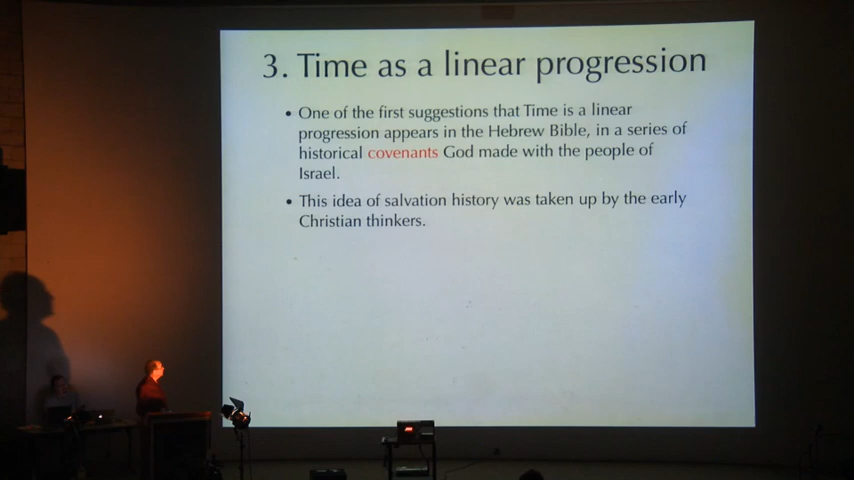 3. Time as a linear progression
• One of the first suggestions that Time is a linear
progression appears in the Hebrew Bible, in a series of
historical covenants God made with the people of
Israel.
• This idea of salvation history was taken up by the early
Christian thinkers.